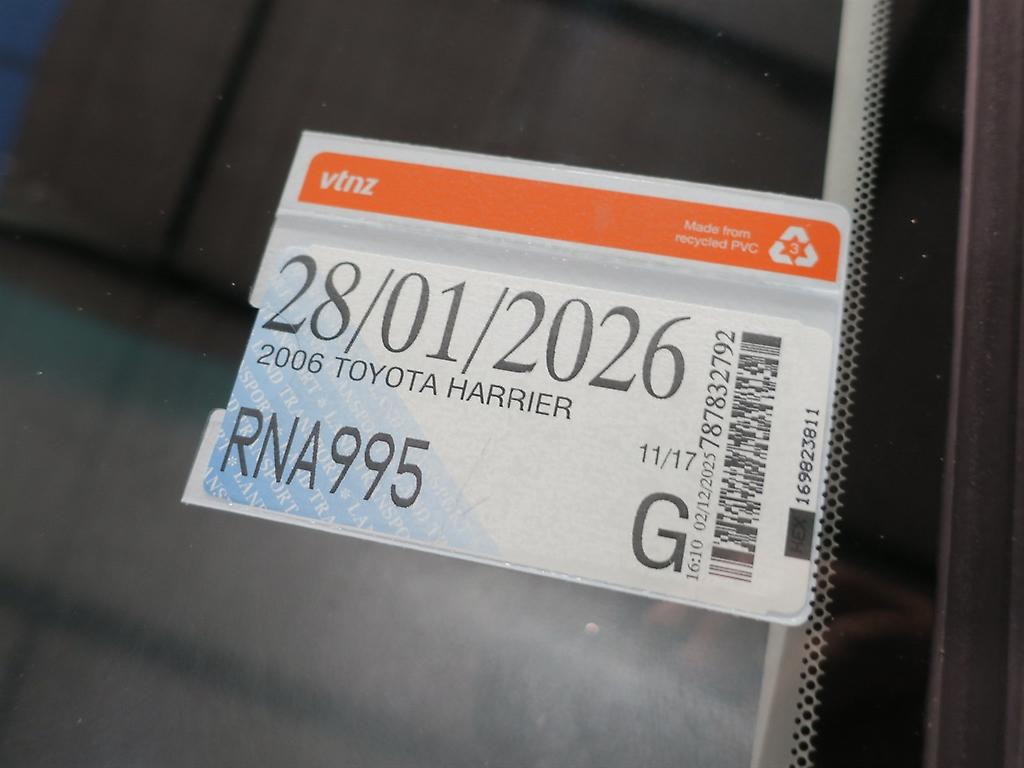 vtnz
Made from
recycled PVC
3
28/01/2026
2006 TOYOTA HARRIER
RNA995
11/17
G
16:10 02/12/2025
787832792
HEX
169823811